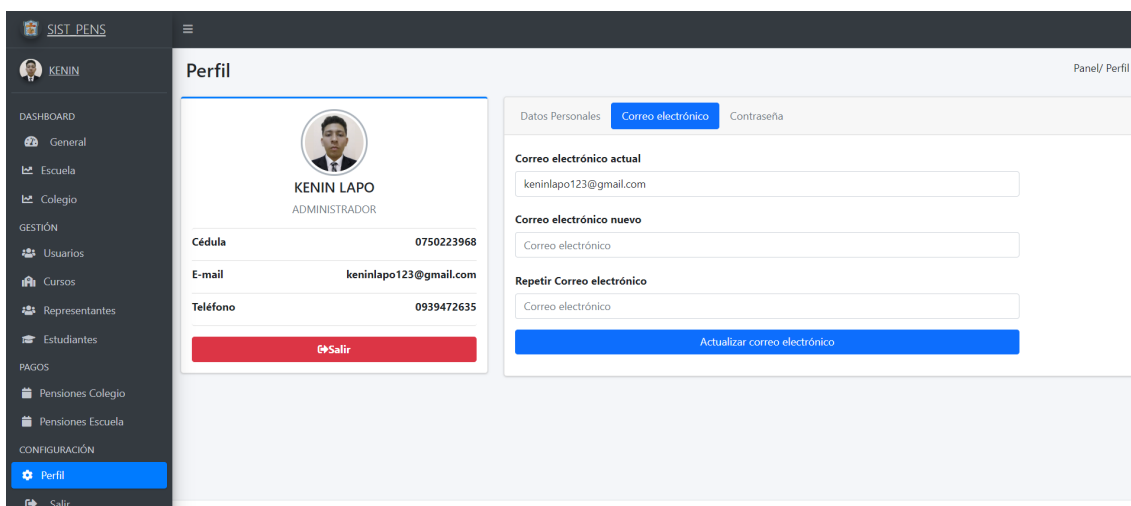 SIST_PENS
KENIN
Perfil
Panel/ Perfil
DASHBOARD
General
Escuela
Colegio
GESTIÓN
Usuarios
Cursos
Representantes
Estudiantes
PAGOS
Pensiones Colegio
Pensiones Escuela
CONFIGURACIÓN
Perfil
Salir
KENIN LAPO
ADMINISTRADOR
Cédula 0750223968
E-mail keninlapo123@gmail.com
Teléfono 0939472635
Salir
Datos Personales Correo electrónico Contraseña
Correo electrónico actual
keninlapo123@gmail.com
Correo electrónico nuevo
Correo electrónico
Repetir Correo electrónico
Correo electrónico
Actualizar correo electrónico